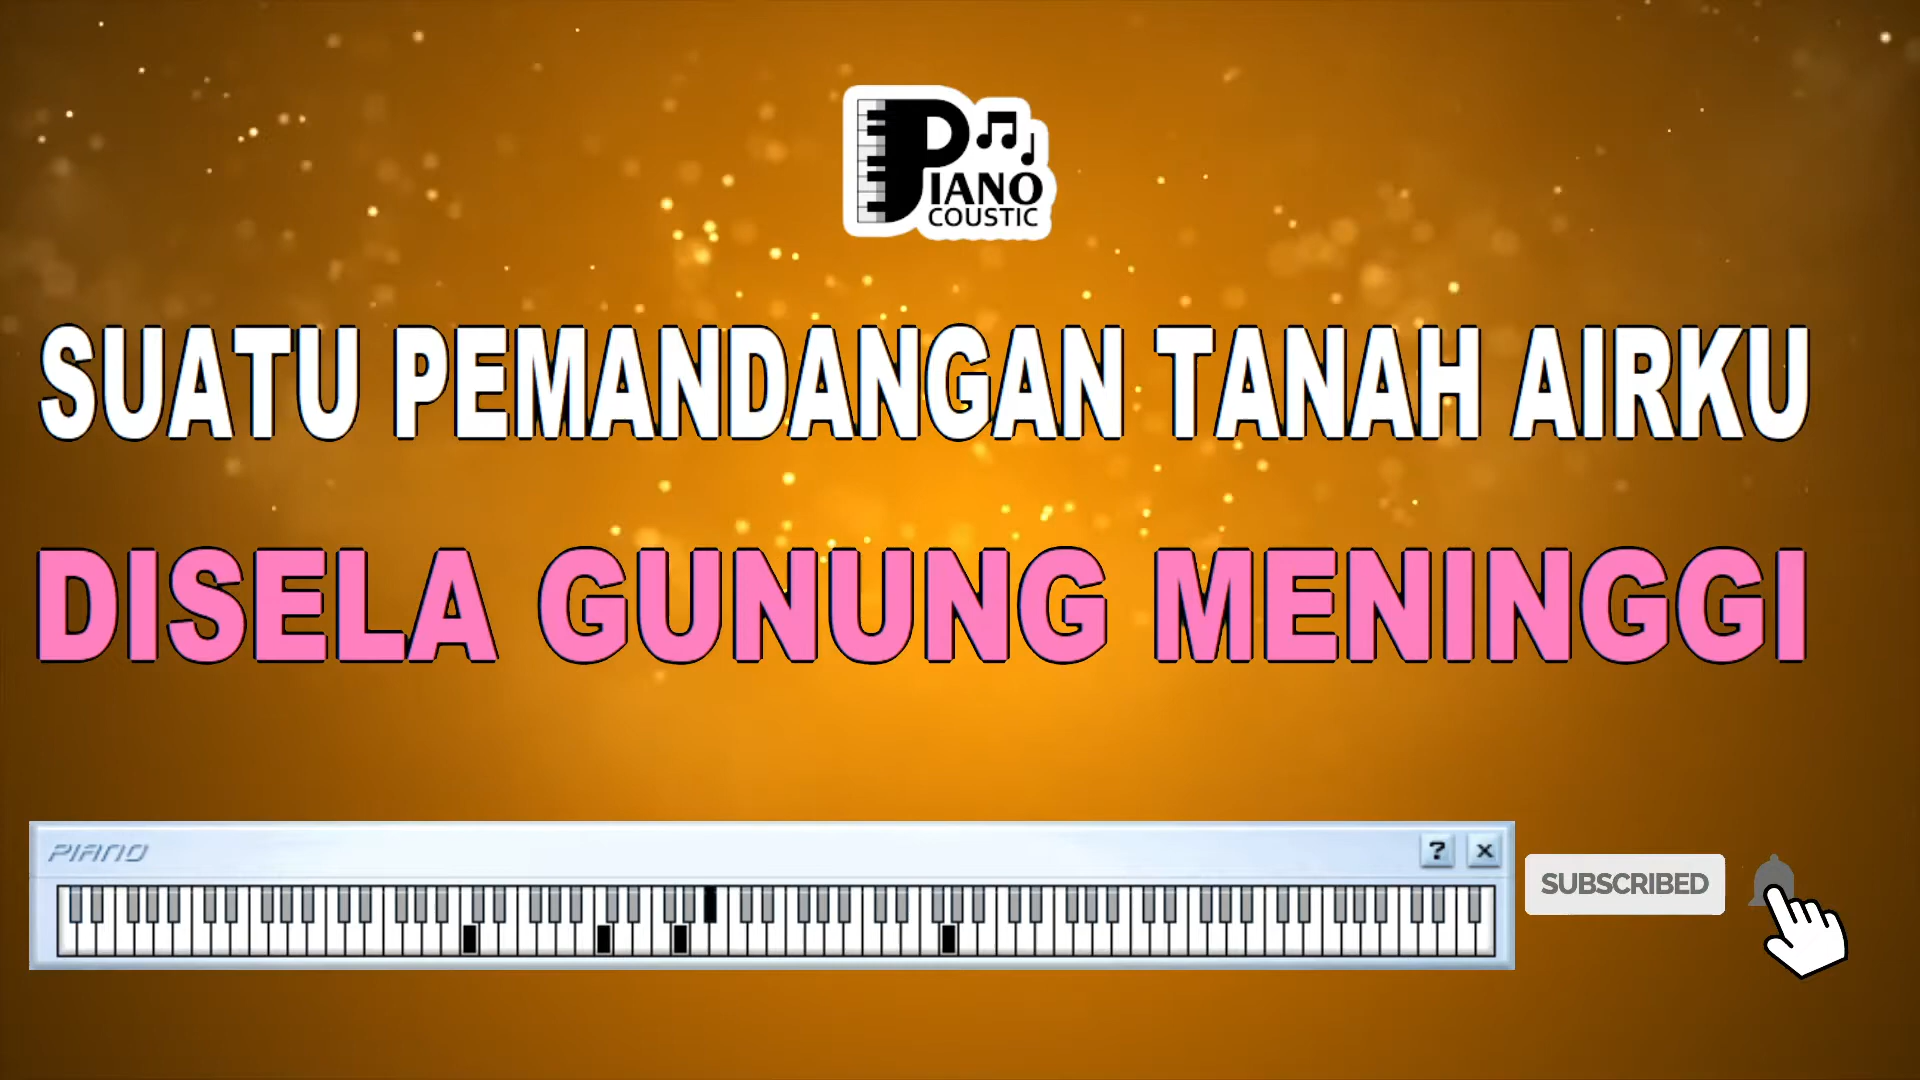 PIANO
COUSTIC
SUATU PEMANDANGAN TANAH AIRKU
DISELA GUNUNG MENINGGI
PIANO
?
X
SUBSCRIBED